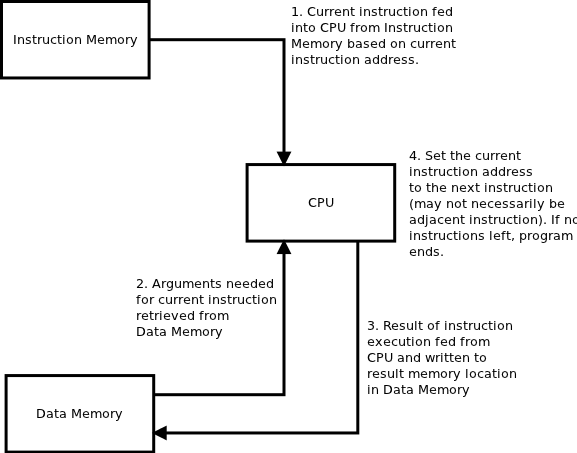 1. Current instruction fed
into CPU from Instruction
Memory based on current
instruction address.
Instruction Memory
4. Set the current
instruction address
to the next instruction
(may not necessarily be
adjacent instruction). If no
instructions left, program
ends.
CPU
2. Arguments needed
for current instruction
retrieved from
Data Memory
3. Result of instruction
execution fed from
CPU and written to
result memory location
in Data Memory
Data Memory